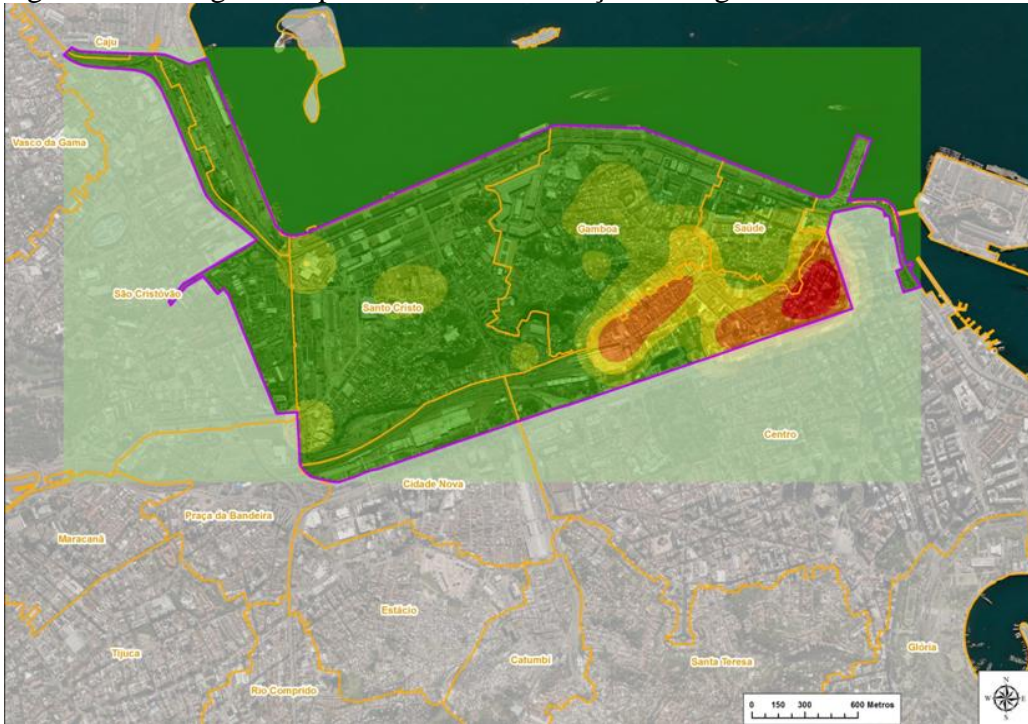 Caju
Vasco da Gama
Gamboa
Saúde
São Cristóvão
Santo Cristo
Centro
Cidade Nova
Praça da Bandeira
Maracanã
Estácio
Tijuca
Catumbi
Santa Teresa
Glória
Rio Comprido
N
W E
S
0 150 300 600 Metros